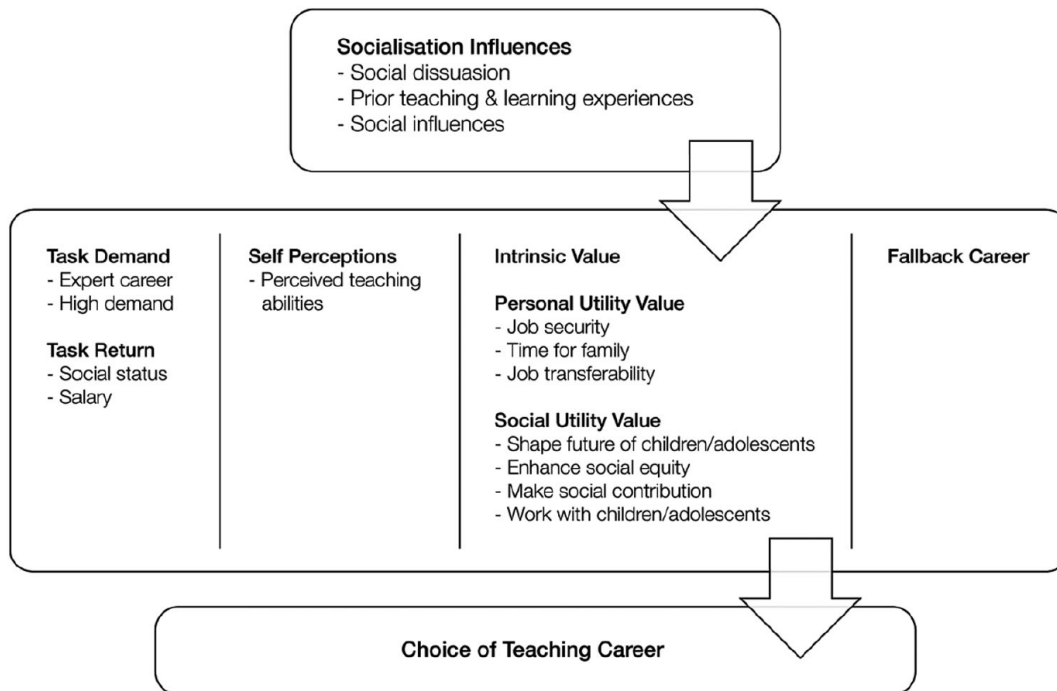 Socialisation Influences
- Social dissuasion
- Prior teaching & learning experiences
- Social influences
Task Demand
- Expert career
- High demand
Task Return
- Social status
- Salary
Self Perceptions
- Perceived teaching
abilities
Intrinsic Value
Personal Utility Value
- Job security
- Time for family
- Job transferability
Social Utility Value
- Shape future of children/adolescents
- Enhance social equity
- Make social contribution
- Work with children/adolescents
Fallback Career
Choice of Teaching Career